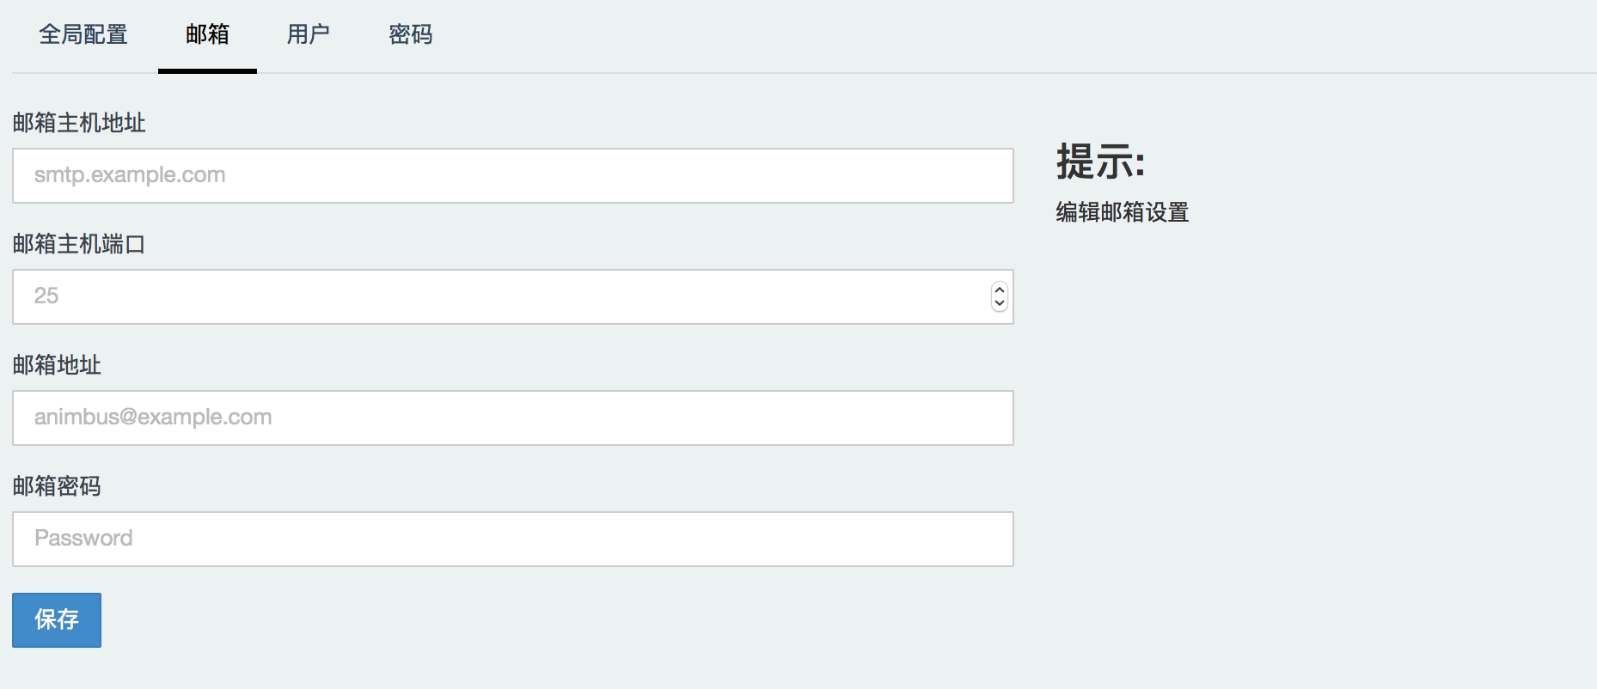 全局配置 邮箱 用户 密码
邮箱主机地址
smtp.example.com
邮箱主机端口
25
邮箱地址
animbus@example.com
邮箱密码
Password
保存
提示:
编辑邮箱设置